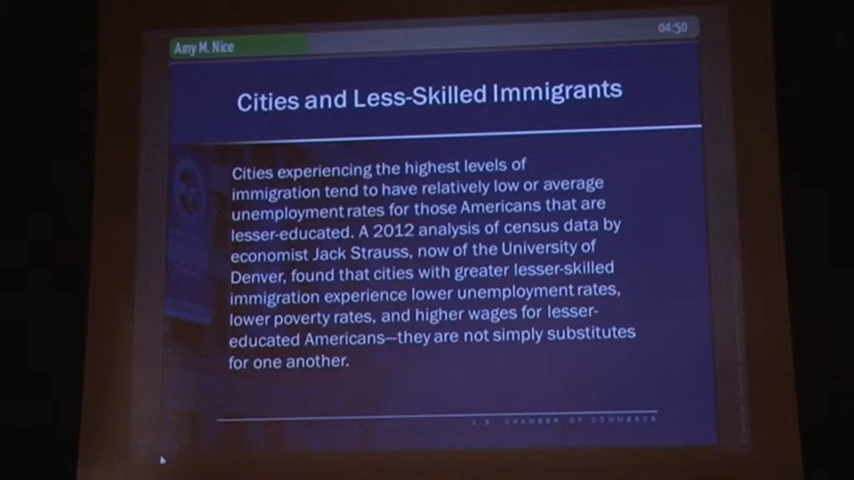 Amy M. Nice
04:50
Cities and Less-Skilled Immigrants
Cities experiencing the highest levels of
immigration tend to have relatively low or average
unemployment rates for those Americans that are
lesser-educated. A 2012 analysis of census data by
economist Jack Strauss, now of the University of
Denver, found that cities with greater lesser-skilled
immigration experience lower unemployment rates,
lower poverty rates, and higher wages for lesser-
educated Americans—they are not simply substitutes
for one another.
U.S. CHAMBER OF COMMERCE